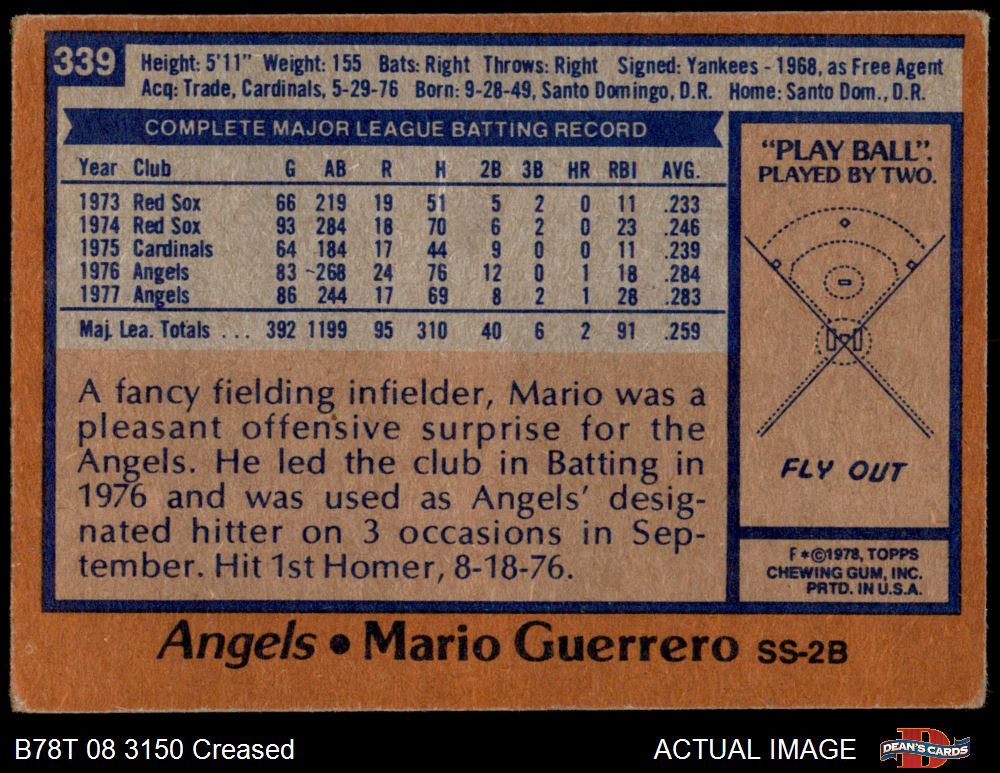 339
Height: 5'11" Weight: 155 Bats: Right Throws: Right Signed: Yankees - 1968, as Free Agent
Acq: Trade, Cardinals, 5-29-76 Born: 9-28-49, Santo Domingo, D.R. Home: Santo Dom., D.R.
COMPLETE MAJOR LEAGUE BATTING RECORD
Year Club G AB R H 2B 3B HR RBI AVG.
1973 Red Sox 66 219 19 51 5 2 0 11 .233
1974 Red Sox 93 284 18 70 6 2 0 23 .246
1975 Cardinals 64 184 17 44 9 0 0 11 .239
1976 Angels 83 268 24 76 12 0 1 18 .284
1977 Angels 86 244 17 69 8 2 1 28 .283
Maj. Lea. Totals . . . 392 1199 95 310 40 6 2 91 .259
A fancy fielding infielder, Mario was a
pleasant offensive surprise for the
Angels. He led the club in Batting in
1976 and was used as Angels' desig-
nated hitter on 3 occasions in Sep-
tember. Hit 1st Homer, 8-18-76.
"PLAY BALL".
PLAYED BY TWO.
FLY OUT
F*©1978, TOPPS
CHEWING GUM, INC.
PRTD. IN U.S.A.
Angels • Mario Guerrero SS-2B
B78T 08 3150 Creased
ACTUAL IMAGE
DEAN'S CARDS